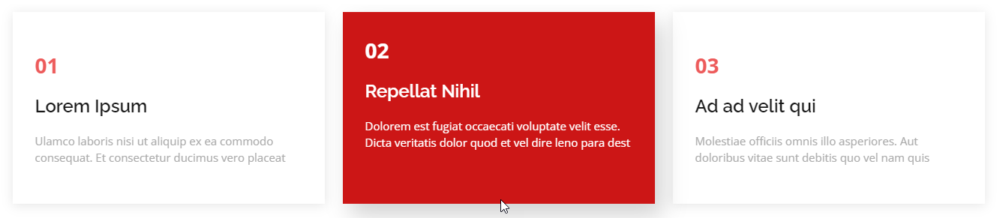 01
Lorem Ipsum
Ulamco laboris nisi ut aliquip ex ea commodo
consequat. Et consectetur ducimus vero placeat
02
Repellat Nihil
Dolorem est fugiat occaecati voluptate velit esse.
Dicta veritatis dolor quod et vel dire leno para dest
03
Ad ad velit qui
Molestiae officiis omnis illo asperiores. Aut
doloribus vitae sunt debitis quo vel nam quis